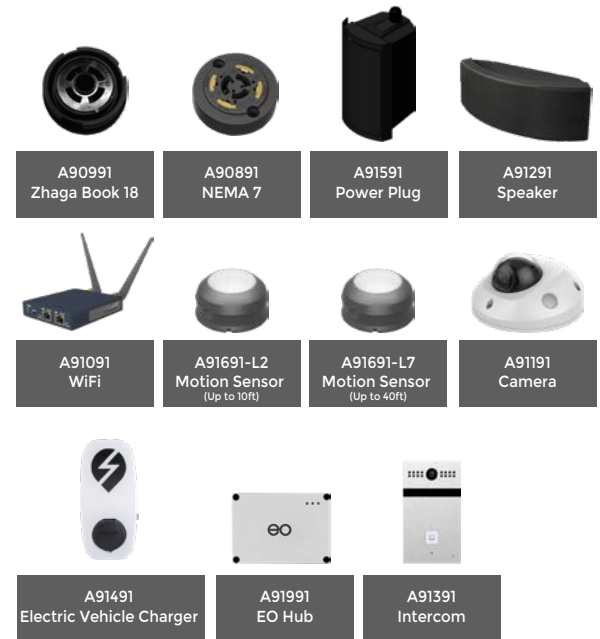 A90991
Zhaga Book 18
A90891
NEMA 7
A91591
Power Plug
A91291
Speaker
A91091
WiFi
A91691-L2
Motion Sensor
(Up to 10ft)
A91691-L7
Motion Sensor
(Up to 40ft)
A91191
Camera
eo
A91491
Electric Vehicle Charger
A91991
EO Hub
A91391
Intercom